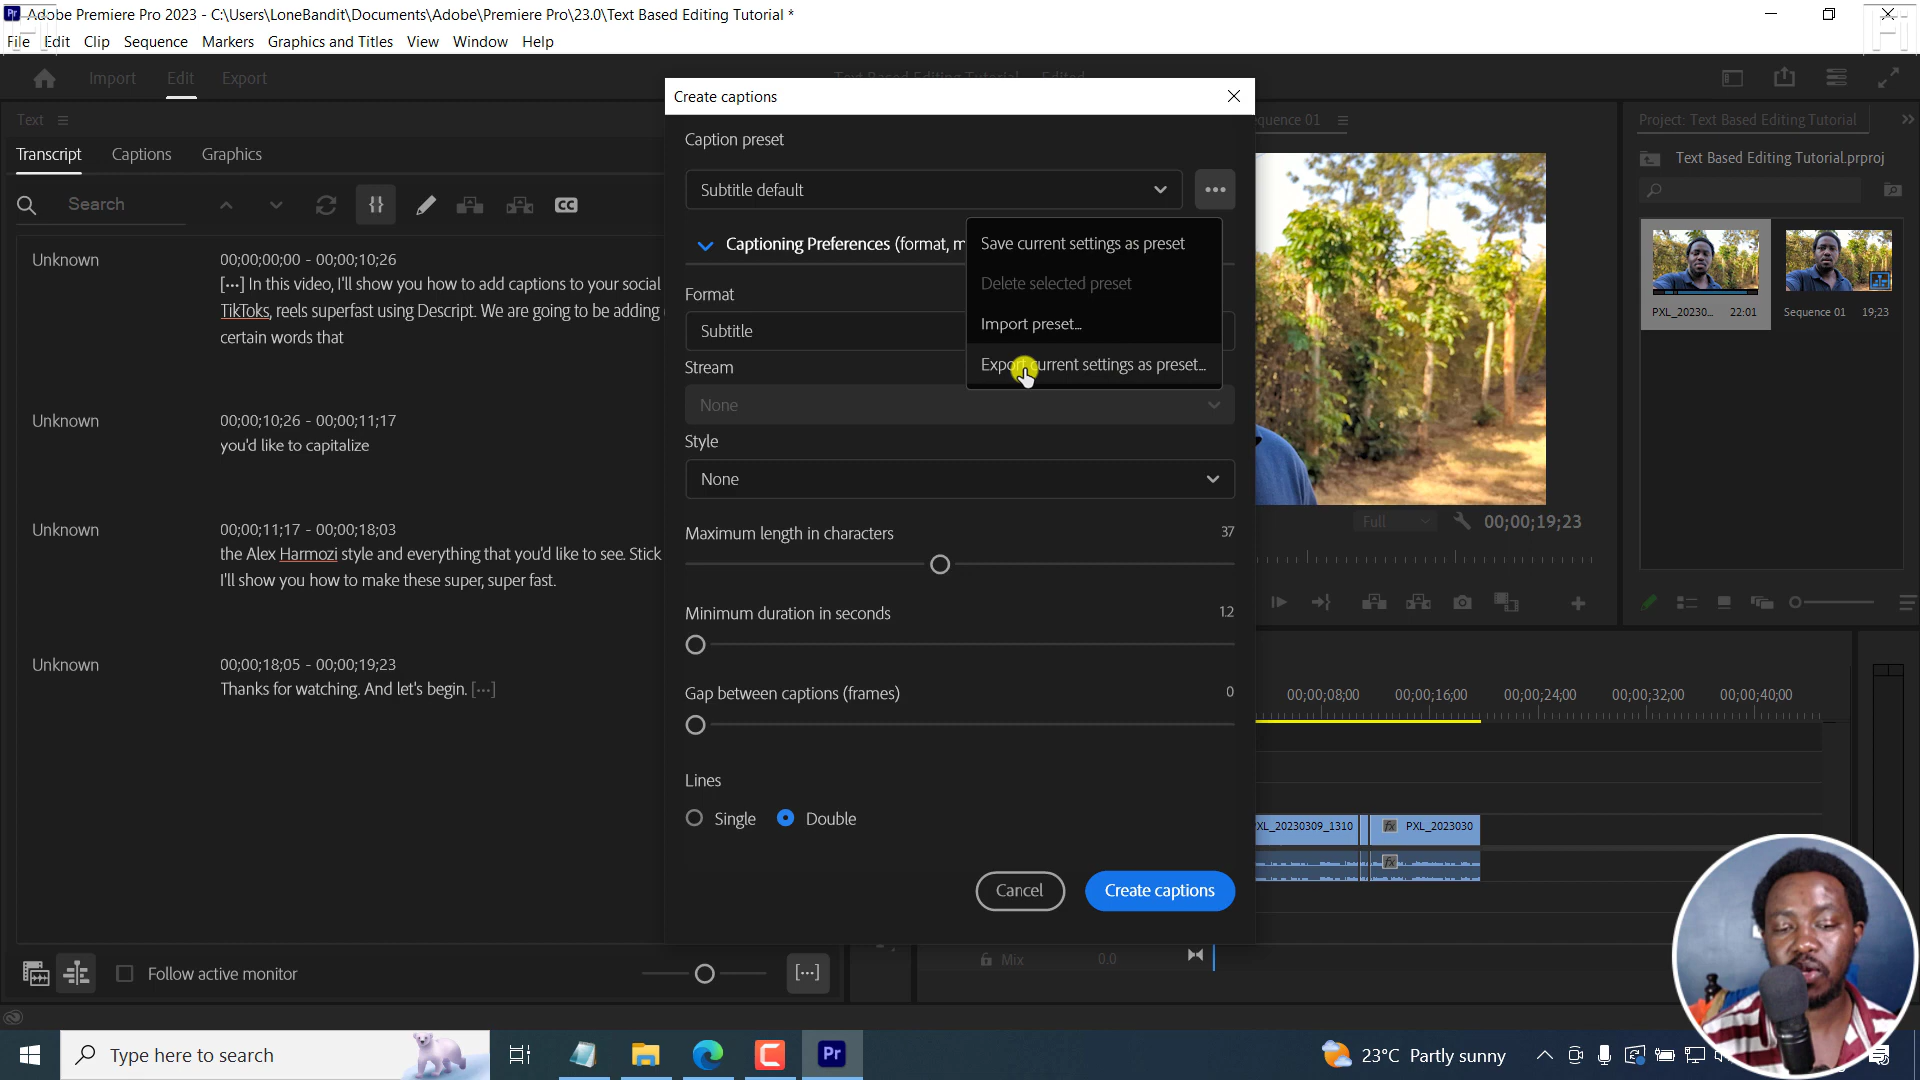 Adobe Premiere Pro 2023 - C:\Users\LoneBandit\Documents\Adobe\Premiere Pro\23.0\Text Based Editing Tutorial *
File Edit Clip Sequence Markers Graphics and Titles View Window Help
Import Edit Export
Text Based Editing Tutorial - Edited
Text
Transcript Captions Graphics
Search
CC
Unknown
00;00;00;00 - 00;00;10;26
[...] In this video, I'll show you how to add captions to your social
TikToks, reels superfast using Descript. We are going to be adding
certain words that
Unknown
00;00;10;26 - 00;00;11;17
you'd like to capitalize
Unknown
00;00;11;17 - 00;00;18;03
the Alex Harmozi style and everything that you'd like to see. Stick
I'll show you how to make these super, super fast.
Unknown
00;00;18;05 - 00;00;19;23
Thanks for watching. And let's begin. [...]
Follow active monitor
[...]
Create captions
Caption preset
Subtitle default
Captioning Preferences (format, m
Save current settings as preset
Delete selected preset
Import preset...
Export current settings as preset...
Format
Subtitle
Stream
None
Style
None
Maximum length in characters 37
Minimum duration in seconds 1.2
Gap between captions (frames) 0
Lines
Single Double
Cancel Create captions
quence 01
Full 00;00;19;23
Project: Text Based Editing Tutorial
Text Based Editing Tutorial.prproj
PXL_20230... 22:01 Sequence 01 19;23
00;00;08;00 00;00;16;00 00;00;24;00 00;00;32;00 00;00;40;00
XL_20230309_1310 fx PXL_2023030
fx
Mix 0.0
Type here to search
Pr
23°C Partly sunny